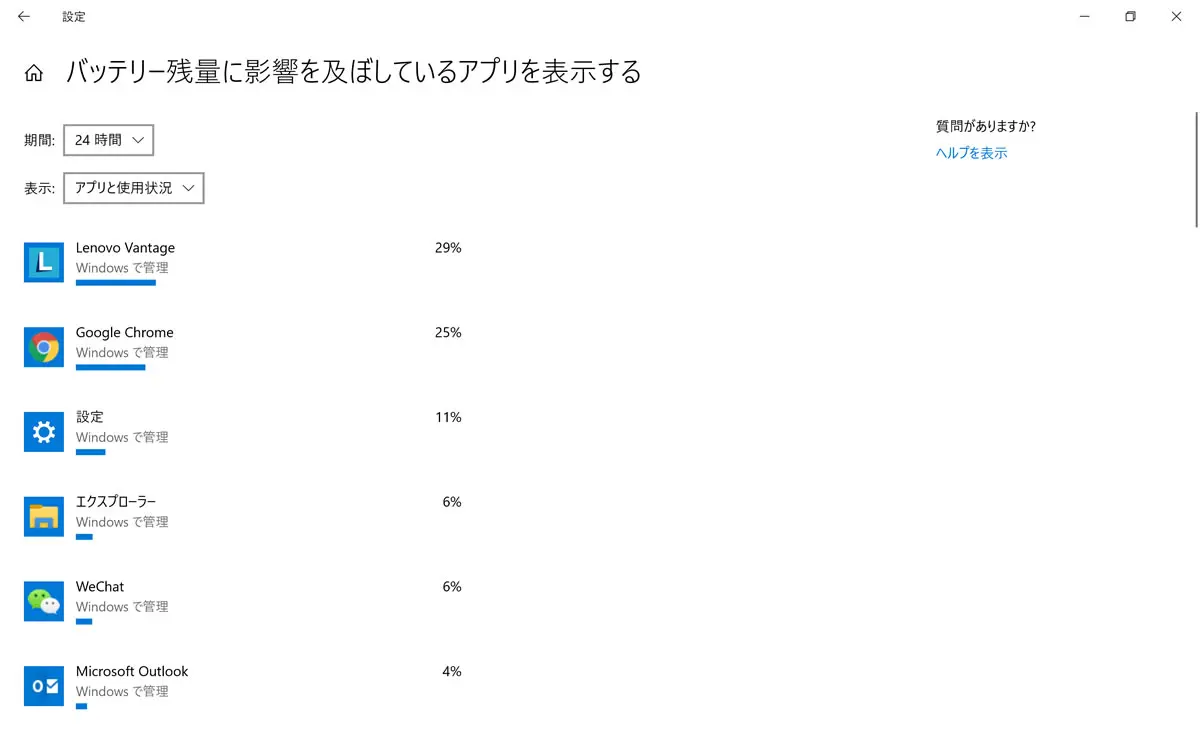 設定
バッテリー残量に影響を及ぼしているアプリを表示する
期間: 24 時間
表示: アプリと使用状況
質問がありますか?
ヘルプを表示
Lenovo Vantage 29%
Windows で管理
Google Chrome 25%
Windows で管理
設定 11%
Windows で管理
エクスプローラー 6%
Windows で管理
WeChat 6%
Windows で管理
Microsoft Outlook 4%
Windows で管理